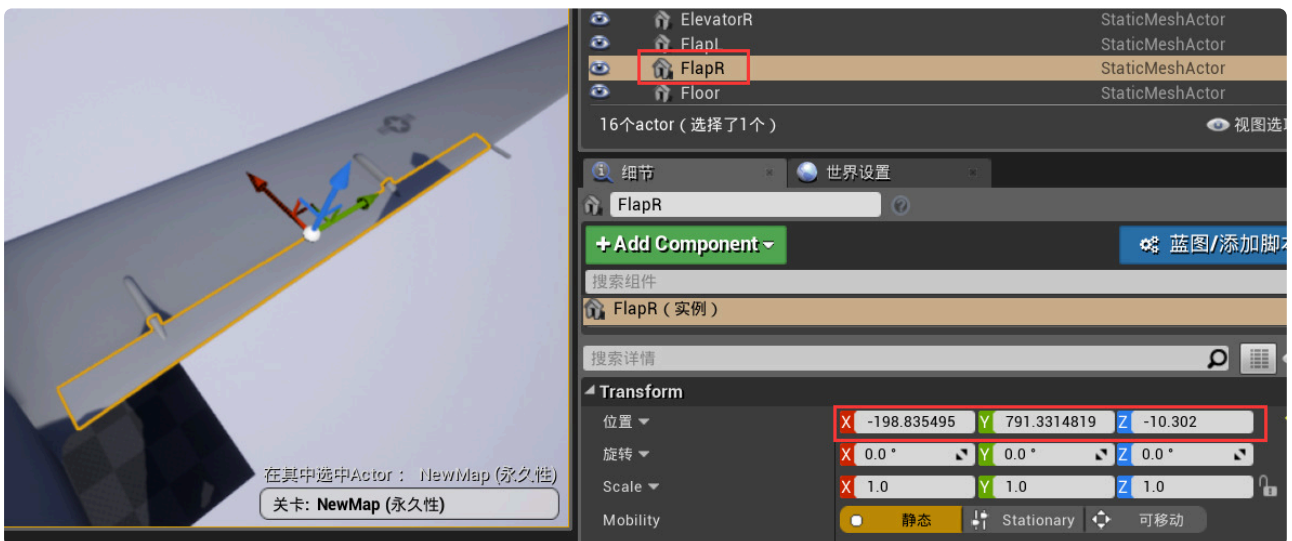 ElevatorR StaticMeshActor
FlapL StaticMeshActor
FlapR StaticMeshActor
Floor StaticMeshActor
16个actor（选择了1个）
视图选
细节
世界设置
FlapR
+Add Component
蓝图/添加脚
搜索组件
FlapR（实例）
搜索详情
Transform
位置 X -198.835495 Y 791.3314819 Z -10.302
旋转 X 0.0 ° Y 0.0 ° Z 0.0 °
Scale X 1.0 Y 1.0 Z 1.0
Mobility 静态 Stationary 可移动
在其中选中Actor： NewMap (永久性)
关卡: NewMap (永久性)